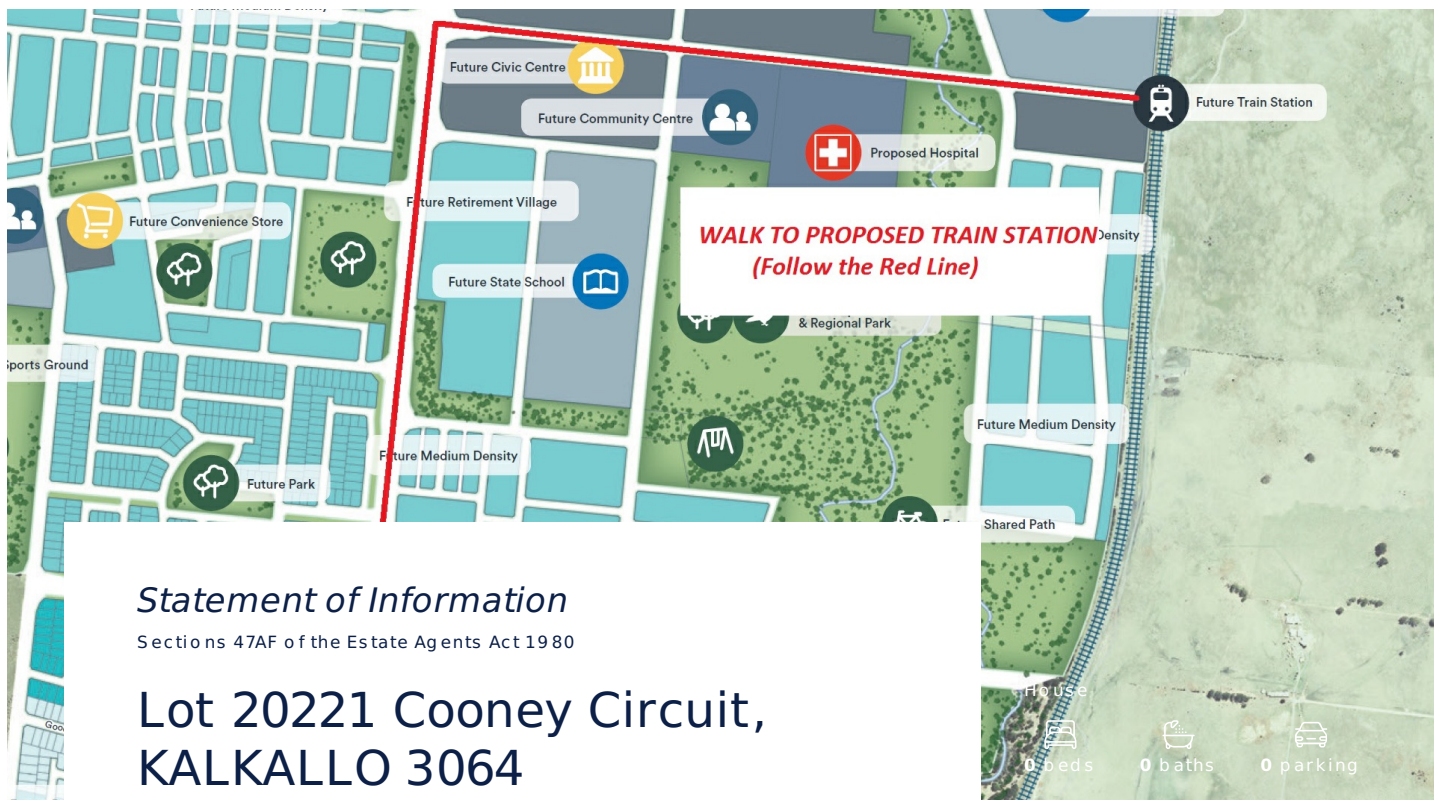 Future Civic Centre
Future Community Centre
Future Train Station
Proposed Hospital
Future Retirement Village
Future Convenience Store
WALK TO PROPOSED TRAIN STATION
(Follow the Red Line)
Density
Future State School
& Regional Park
Sports Ground
Future Medium Density
Future Medium Density
Future Park
Shared Path
Statement of Information
Sections 47AF of the Estate Agents Act 1980
Lot 20221 Cooney Circuit,
KALKALLO 3064
House
0 beds
0 baths
0 parking